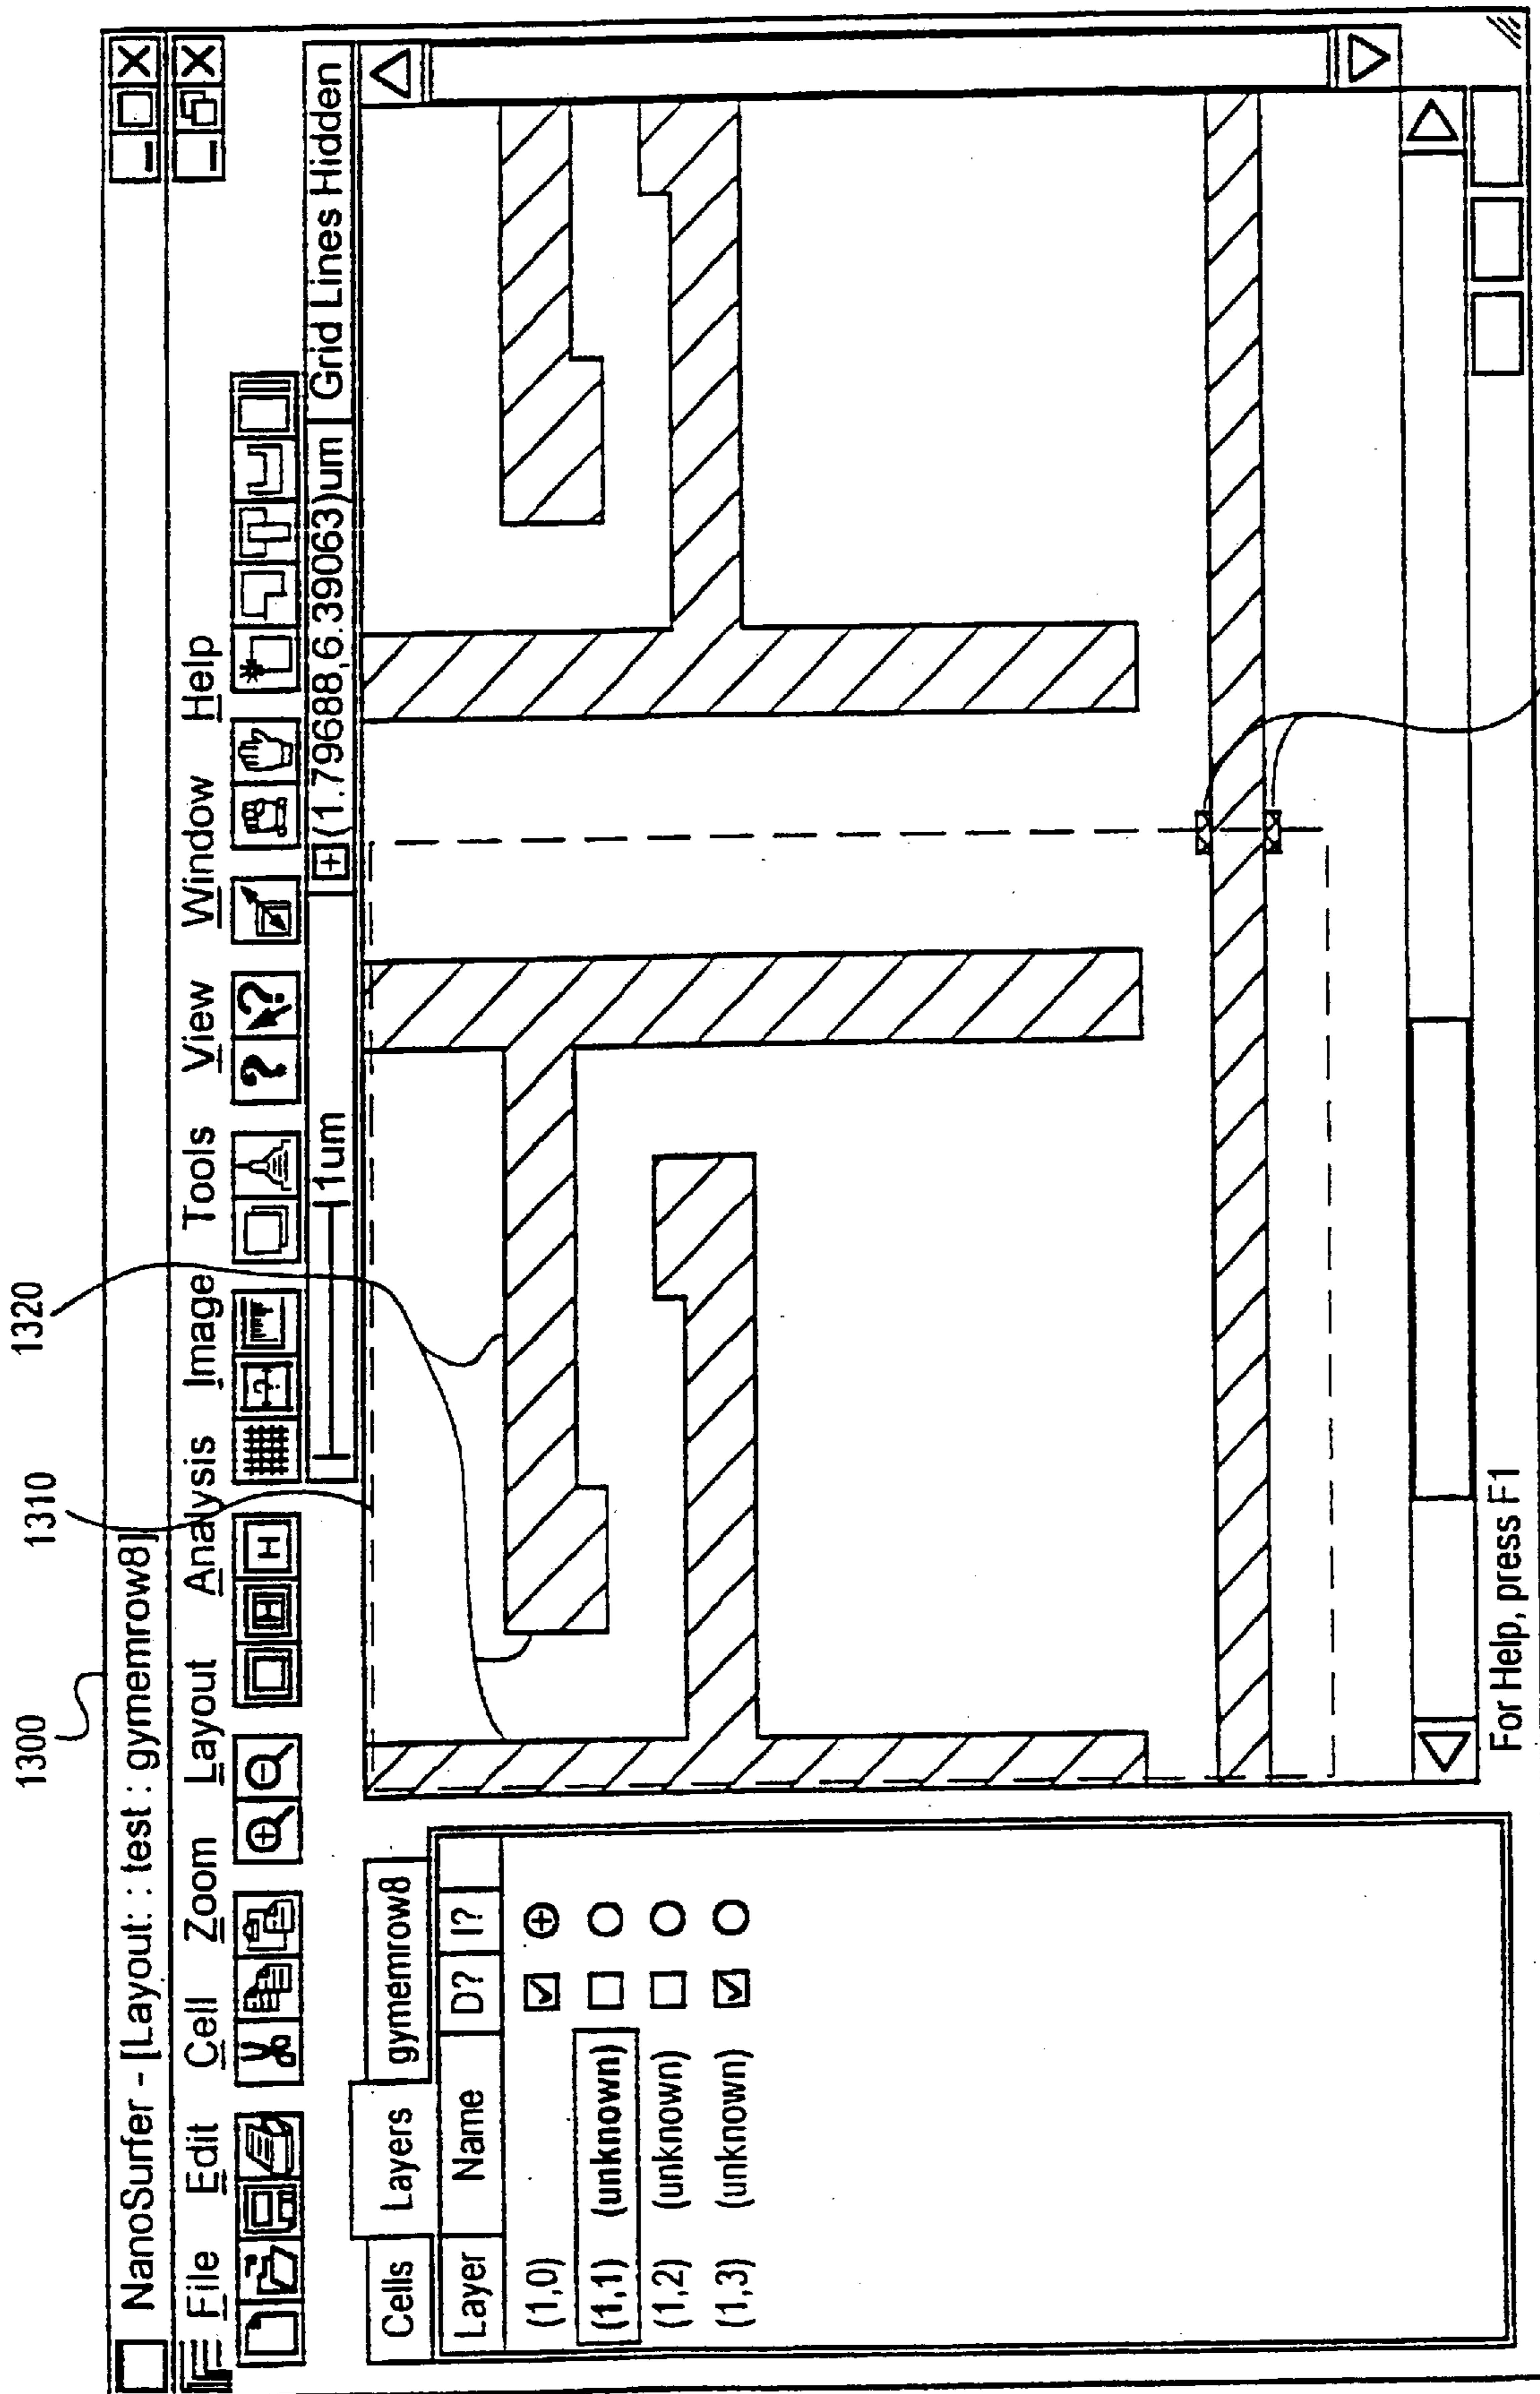 1300
1310
1320
NanoSurfer - [Layout: : test : gymemrow8]
File Edit Cell Zoom Layout Analysis Image Tools View Window Help
1um
(1.79688,6.39063)um
Grid Lines Hidden
Cells Layers gymemrow8
Layer Name D? I?
(1,0)
(1,1) (unknown)
(1,2) (unknown)
(1,3) (unknown)
For Help, press F1